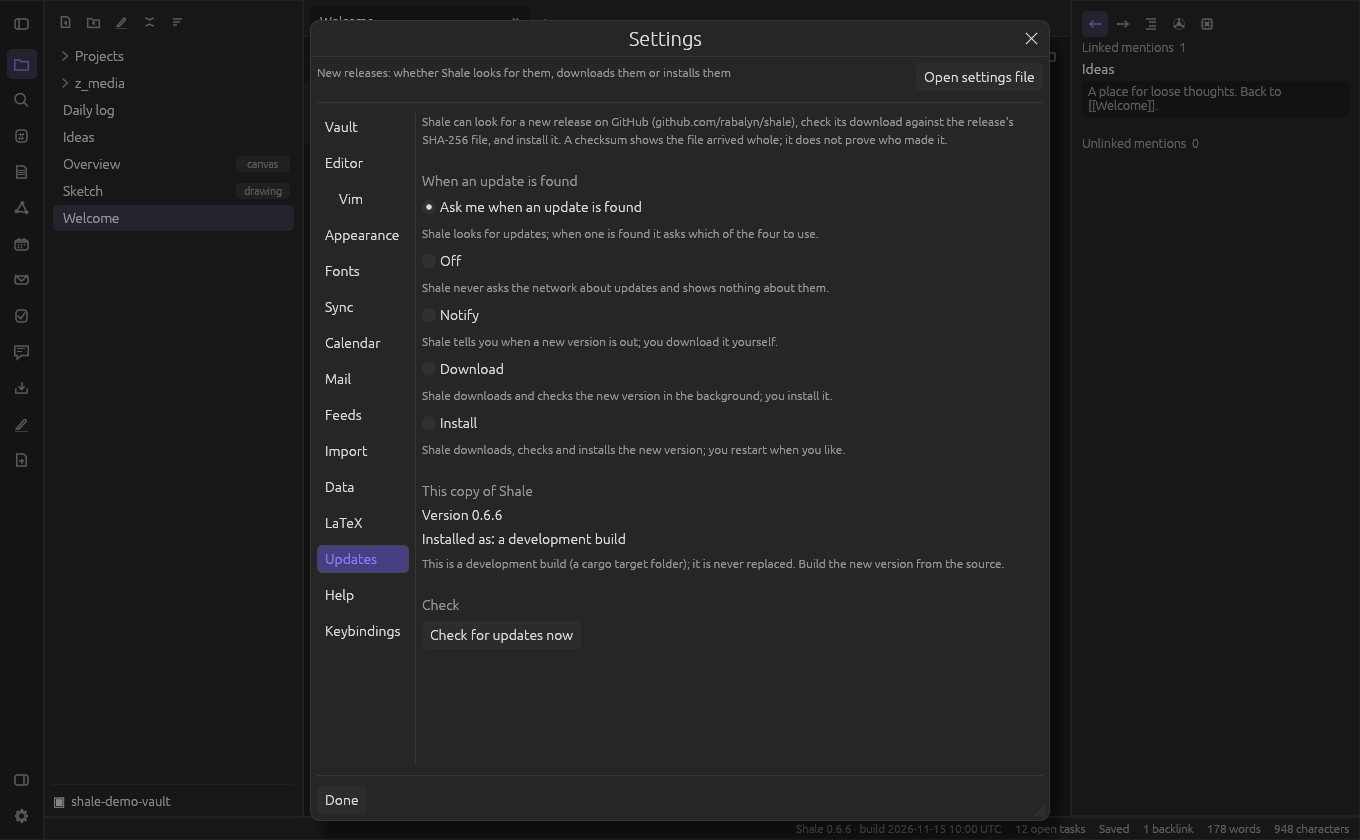 Settings
New releases: whether Shale looks for them, downloads them or installs them
Open settings file
Projects
z_media
Daily log
Ideas
Overview
canvas
Sketch
drawing
Welcome
shale-demo-vault
Vault
Editor
Vim
Appearance
Fonts
Sync
Calendar
Mail
Feeds
Import
Data
LaTeX
Updates
Help
Keybindings
Shale can look for a new release on GitHub (github.com/rabalyn/shale), check its download against the release's
SHA-256 file, and install it. A checksum shows the file arrived whole; it does not prove who made it.
When an update is found
Ask me when an update is found
Shale looks for updates; when one is found it asks which of the four to use.
Off
Shale never asks the network about updates and shows nothing about them.
Notify
Shale tells you when a new version is out; you download it yourself.
Download
Shale downloads and checks the new version in the background; you install it.
Install
Shale downloads, checks and installs the new version; you restart when you like.
This copy of Shale
Version 0.6.6
Installed as: a development build
This is a development build (a cargo target folder); it is never replaced. Build the new version from the source.
Check
Check for updates now
Done
Linked mentions 1
Ideas
A place for loose thoughts. Back to
[[Welcome]].
Unlinked mentions 0
Shale 0.6.6 · build 2026-11-15 10:00 UTC
12 open tasks
Saved
1 backlink
178 words
948 characters